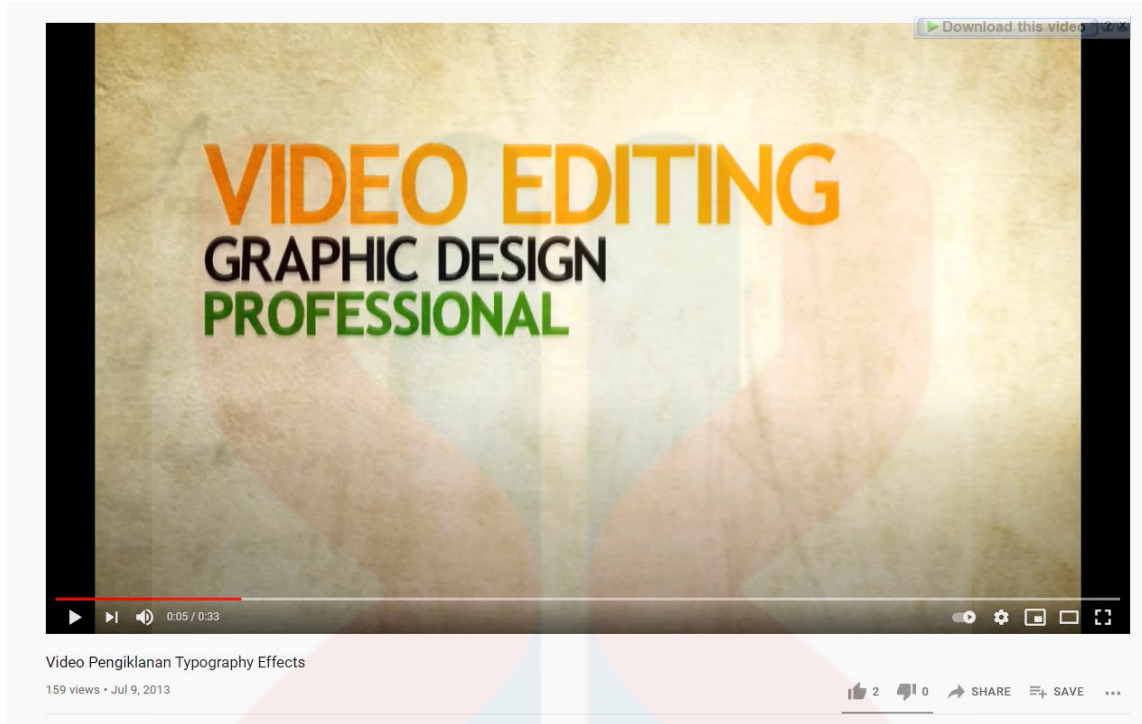 Download this video ? X
VIDEO EDITING
GRAPHIC DESIGN
PROFESSIONAL
0:05 / 0:33
Video Pengiklanan Typography Effects
159 views • Jul 9, 2013
2 0 SHARE SAVE